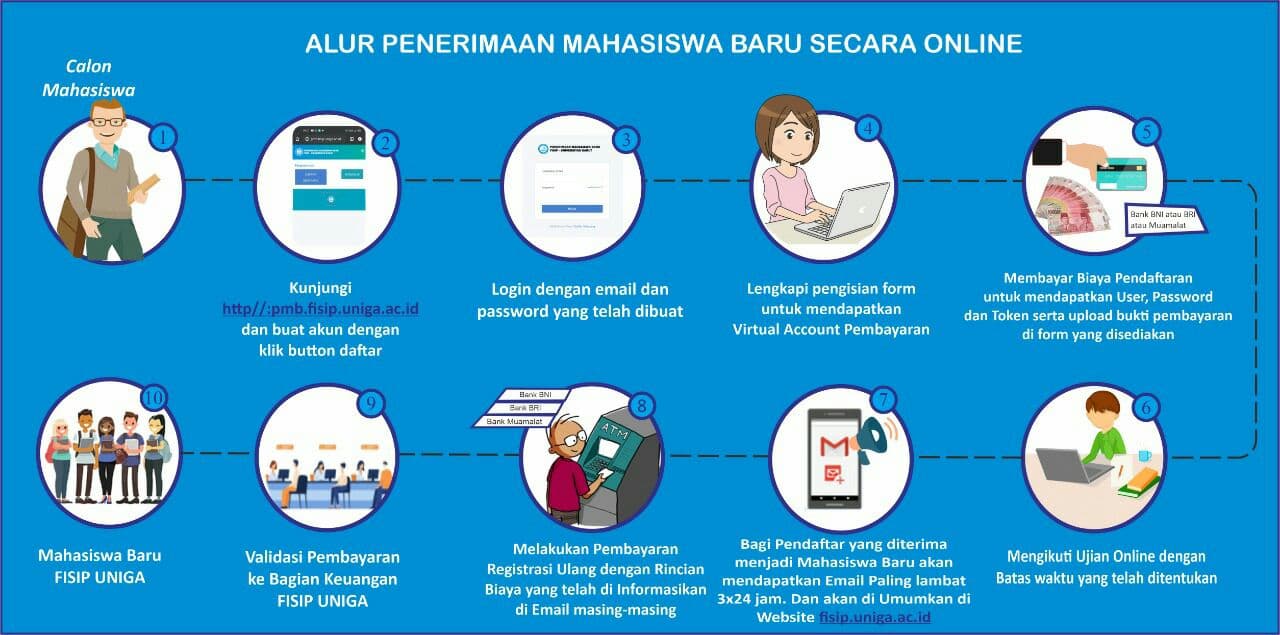 ALUR PENERIMAAN MAHASISWA BARU SECARA ONLINE
Calon
Mahasiswa
1
2
Kunjungi
http//:pmb.fisip.uniga.ac.id
dan buat akun dengan
klik button daftar
3
Login dengan email dan
password yang telah dibuat
4
Lengkapi pengisian form
untuk mendapatkan
Virtual Account Pembayaran
5
Bank BNI atau BRI
atau Muamalat
Membayar Biaya Pendaftaran
untuk mendapatkan User, Password
dan Token serta upload bukti pembayaran
di form yang disediakan
6
Mengikuti Ujian Online dengan
Batas waktu yang telah ditentukan
7
Bagi Pendaftar yang diterima
menjadi Mahasiswa Baru akan
mendapatkan Email Paling lambat
3x24 jam. Dan akan di Umumkan di
Website fisip.uniga.ac.id
8
Bank BNI
Bank BRI
Bank Muamalat
ATM
Melakukan Pembayaran
Registrasi Ulang dengan Rincian
Biaya yang telah di Informasikan
di Email masing-masing
9
Validasi Pembayaran
ke Bagian Keuangan
FISIP UNIGA
10
Mahasiswa Baru
FISIP UNIGA